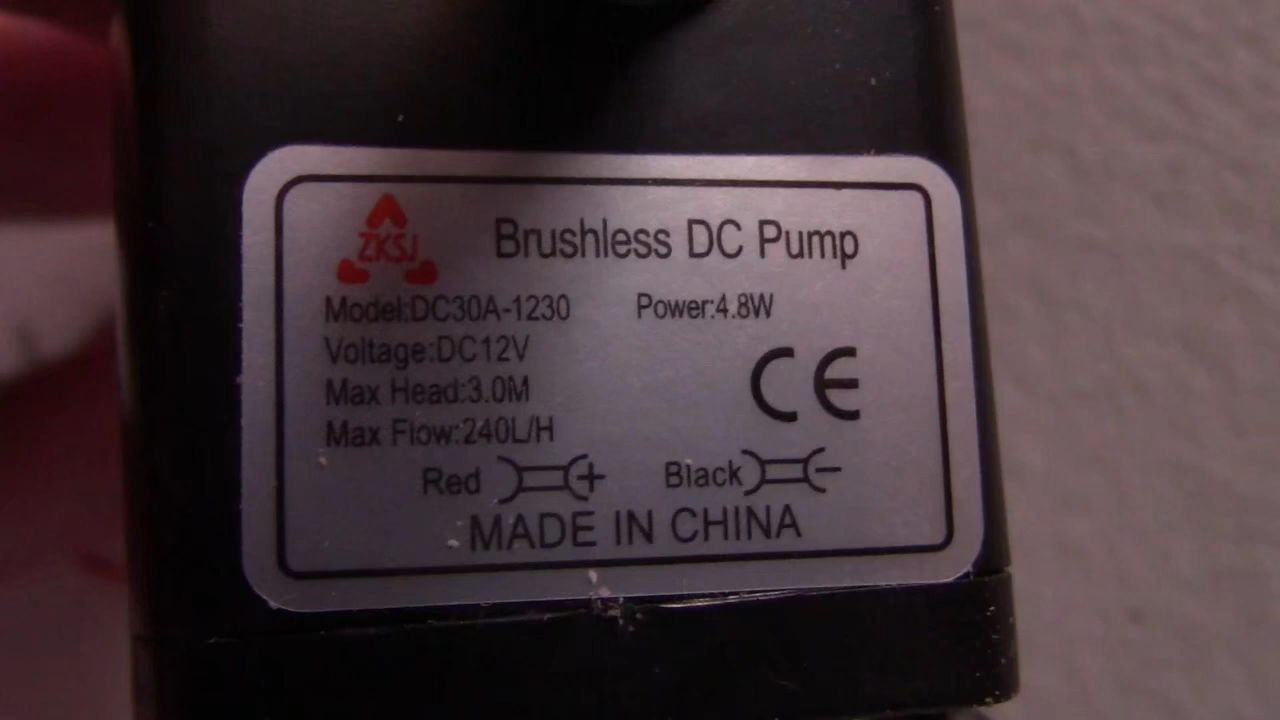 ZKSJ
Brushless DC Pump
Model:DC30A-1230 Power:4.8W
Voltage:DC12V
Max Head:3.0M
Max Flow:240L/H
CE
Red + Black -
MADE IN CHINA